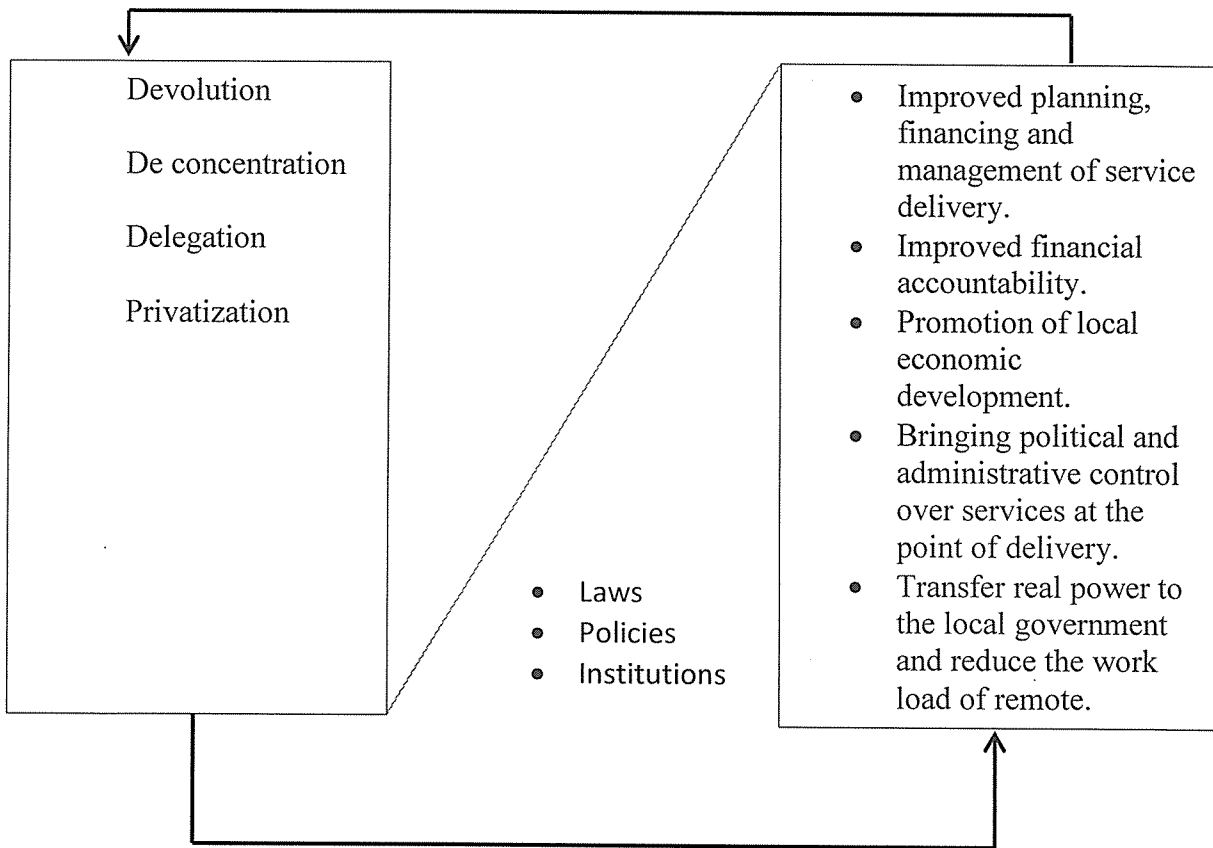 Devolution
De concentration
Delegation
Privatization
• Laws
• Policies
• Institutions
• Improved planning,
financing and
management of service
delivery.
• Improved financial
accountability.
• Promotion of local
economic
development.
• Bringing political and
administrative control
over services at the
point of delivery.
• Transfer real power to
the local government
and reduce the work
load of remote.